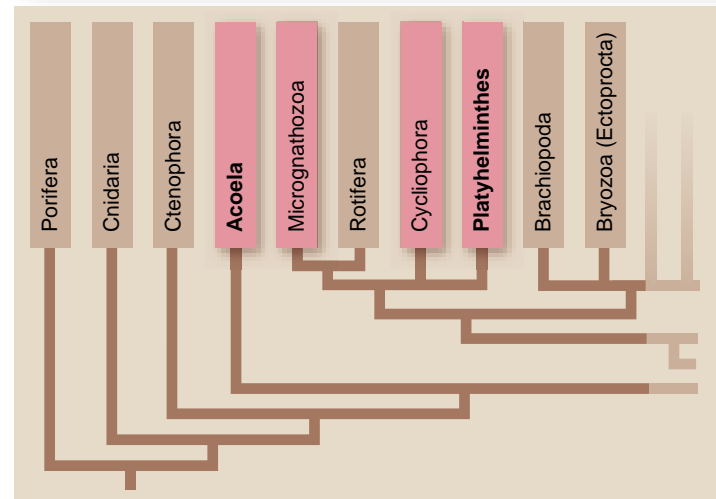 Porifera
Cnidaria
Ctenophora
Acoela
Micrognathozoa
Rotifera
Cycliophora
Platyhelminthes
Brachiopoda
Bryozoa (Ectoprocta)